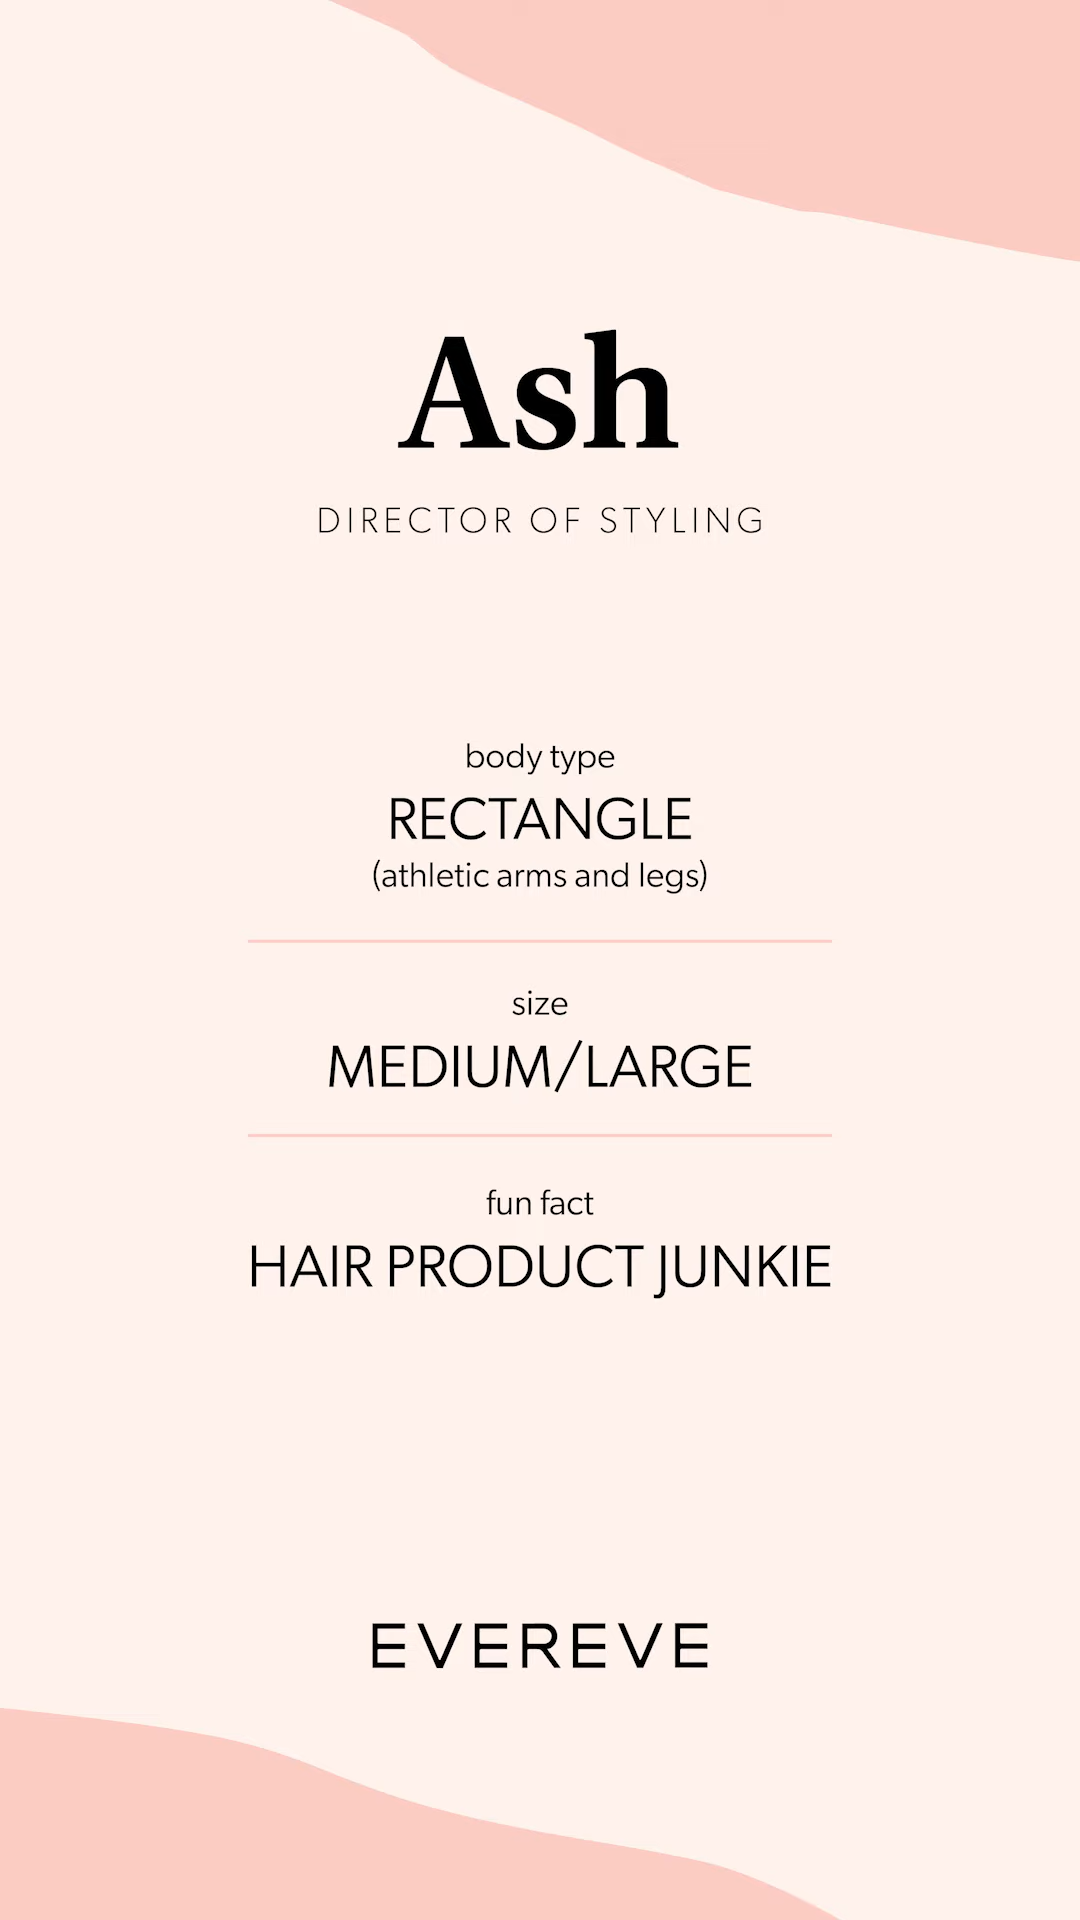 Ash
DIRECTOR OF STYLING
body type
RECTANGLE
(athletic arms and legs)
size
MEDIUM/LARGE
fun fact
HAIR PRODUCT JUNKIE
EVEREVE